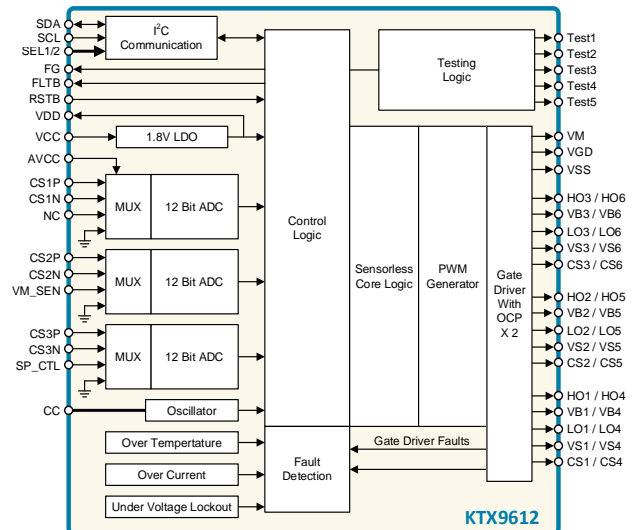 SDA
SCL
SEL1/2
FG
FLTB
RSTB
VDD
VCC
AVCC
CS1P
CS1N
NC
CS2P
CS2N
VM_SEN
CS3P
CS3N
SP_CTL
CC
I²C
Communication
1.8V LDO
MUX
12 Bit ADC
MUX
12 Bit ADC
MUX
12 Bit ADC
Oscillator
Over Tempertature
Over Current
Under Voltage Lockout
Control
Logic
Fault
Detection
Testing
Logic
Sensorless
Core Logic
PWM
Generator
Gate
Driver
With
OCP
X 2
Gate Driver Faults
Test1
Test2
Test3
Test4
Test5
VM
VGD
VSS
HO3 / HO6
VB3 / VB6
LO3 / LO6
VS3 / VS6
CS3 / CS6
HO2 / HO5
VB2 / VB5
LO2 / LO5
VS2 / VS5
CS2 / CS5
HO1 / HO4
VB1 / VB4
LO1 / LO4
VS1 / VS4
CS1 / CS4
KTX9612